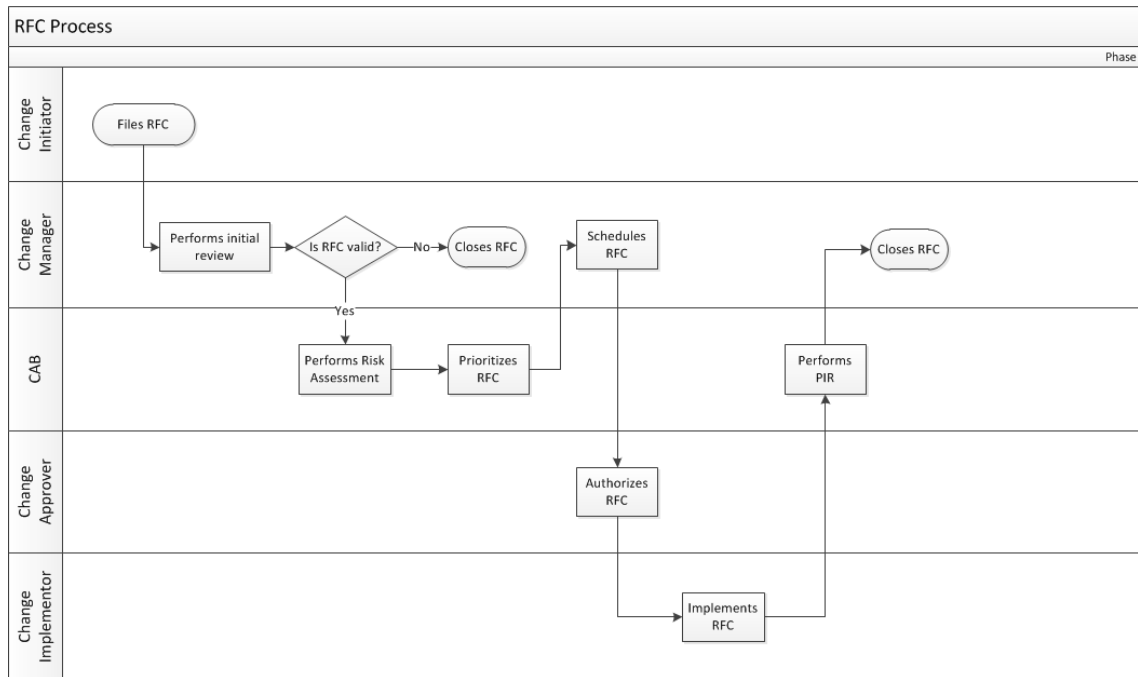 RFC Process
Phase
Change
Initiator
Files RFC
Change
Manager
Performs initial
review
Is RFC valid?
No
Closes RFC
Schedules
RFC
Closes RFC
Yes
CAB
Performs Risk
Assessment
Prioritizes
RFC
Performs
PIR
Change
Approver
Authorizes
RFC
Change
Implementor
Implements
RFC